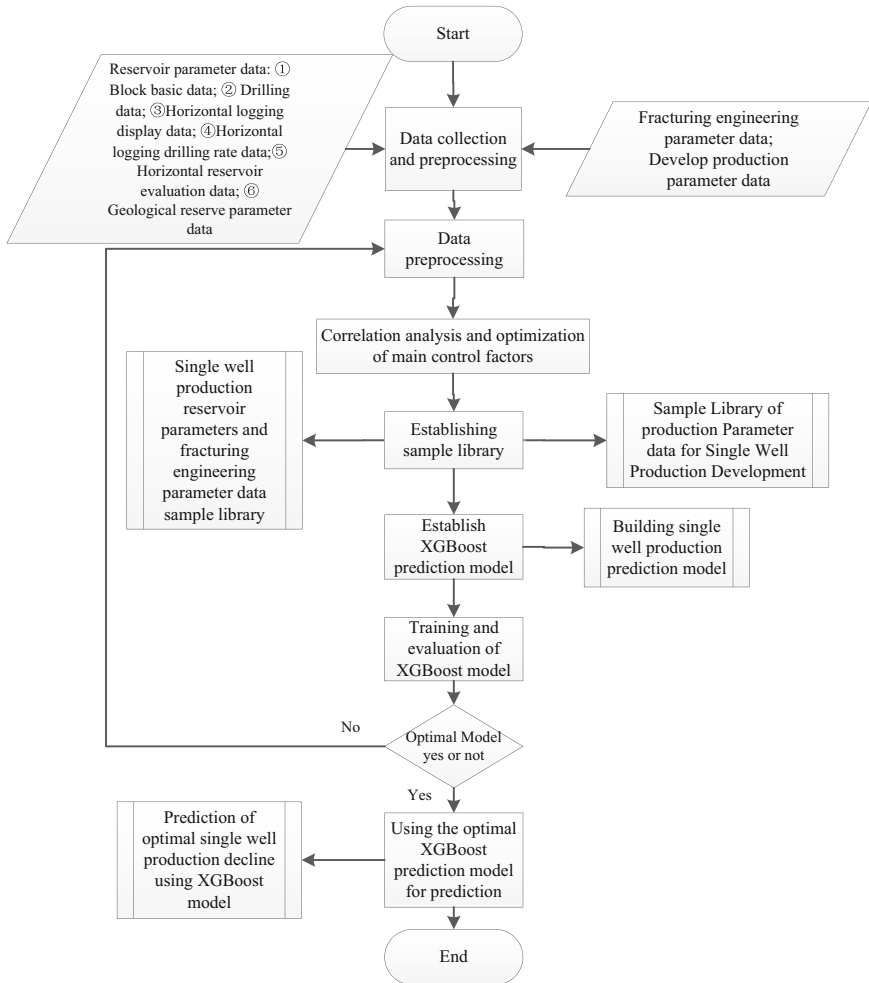 Start
Reservoir parameter data: ①
Block basic data; ② Drilling
data; ③Horizontal logging
display data; ④Horizontal
logging drilling rate data;⑤
Horizontal reservoir
evaluation data; ⑥
Geological reserve parameter
data
Data collection
and preprocessing
Fracturing engineering
parameter data;
Develop production
parameter data
Data
preprocessing
Correlation analysis and optimization
of main control factors
Single well
production
reservoir
parameters and
fracturing
engineering
parameter data
sample library
Establishing
sample library
Sample Library of
production Parameter
data for Single Well
Production Development
Establish
XGBoost
prediction model
Building single
well production
prediction model
Training and
evaluation of
XGBoost model
No
Optimal Model
yes or not
Yes
Prediction of
optimal single well
production decline
using XGBoost
model
Using the optimal
XGBoost
prediction model
for prediction
End